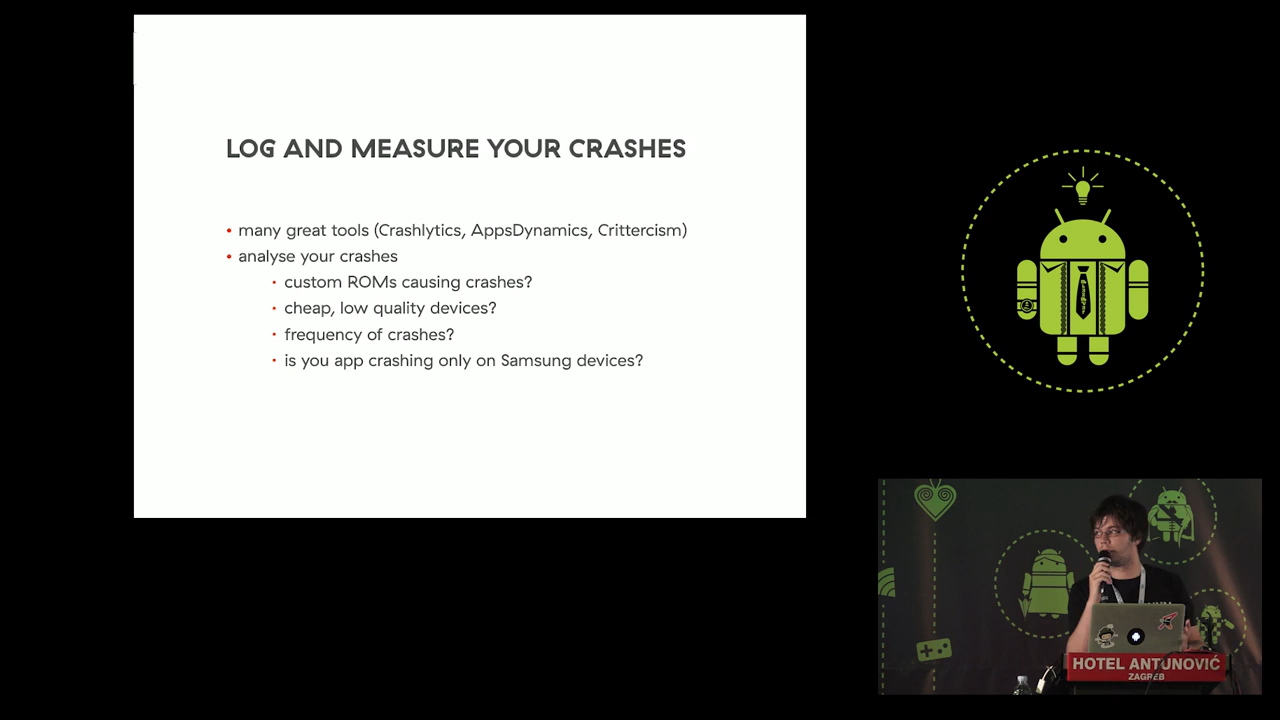 LOG AND MEASURE YOUR CRASHES
• many great tools (Crashlytics, AppsDynamics, Crittercism)
• analyse your crashes
• custom ROMs causing crashes?
• cheap, low quality devices?
• frequency of crashes?
• is you app crashing only on Samsung devices?
HOTEL ANTUNOVIĆ
ZAGREB